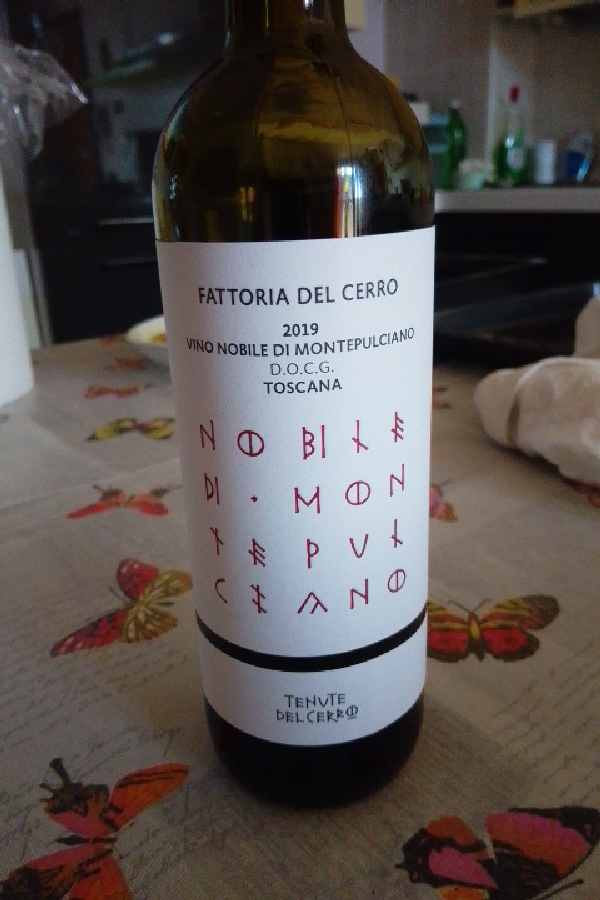 FATTORIA DEL CERRO
2019
VINO NOBILE DI MONTEPULCIANO
D.O.C.G.
TOSCANA
NOBILE
DI · MON
TEPUL
CIANO
TENUTE
DEL CERRO